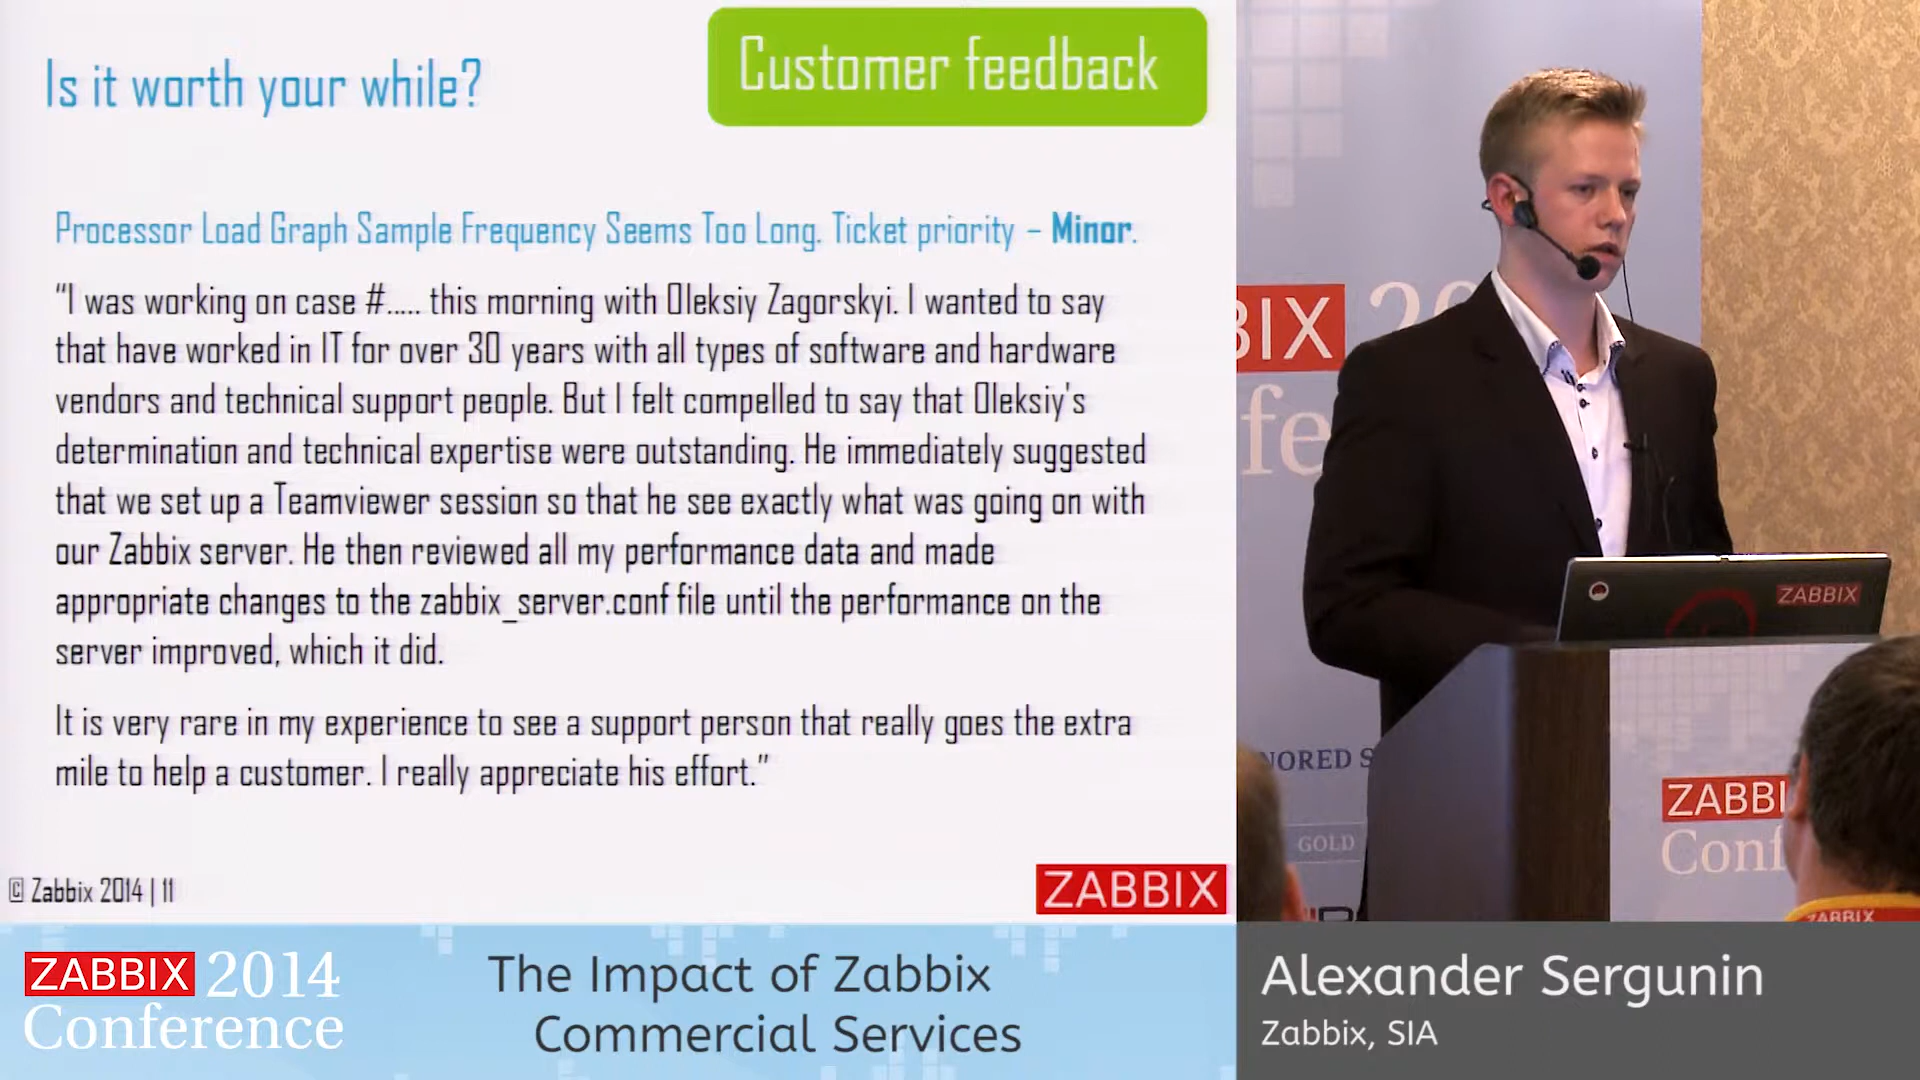 Is it worth your while?
Customer feedback
Processor Load Graph Sample Frequency Seems Too Long. Ticket priority – Minor.
“I was working on case #..... this morning with Oleksiy Zagorskyi. I wanted to say
that have worked in IT for over 30 years with all types of software and hardware
vendors and technical support people. But I felt compelled to say that Oleksiy's
determination and technical expertise were outstanding. He immediately suggested
that we set up a Teamviewer session so that he see exactly what was going on with
our Zabbix server. He then reviewed all my performance data and made
appropriate changes to the zabbix_server.conf file until the performance on the
server improved, which it did.
It is very rare in my experience to see a support person that really goes the extra
mile to help a customer. I really appreciate his effort.”
© Zabbix 2014 | 11
ZABBIX
BIX 20
fe
NORED S
GOLD
ZABBIX
ZABBI
Conf
ZABBIX
ZABBIX 2014
Conference
The Impact of Zabbix
Commercial Services
Alexander Sergunin
Zabbix, SIA